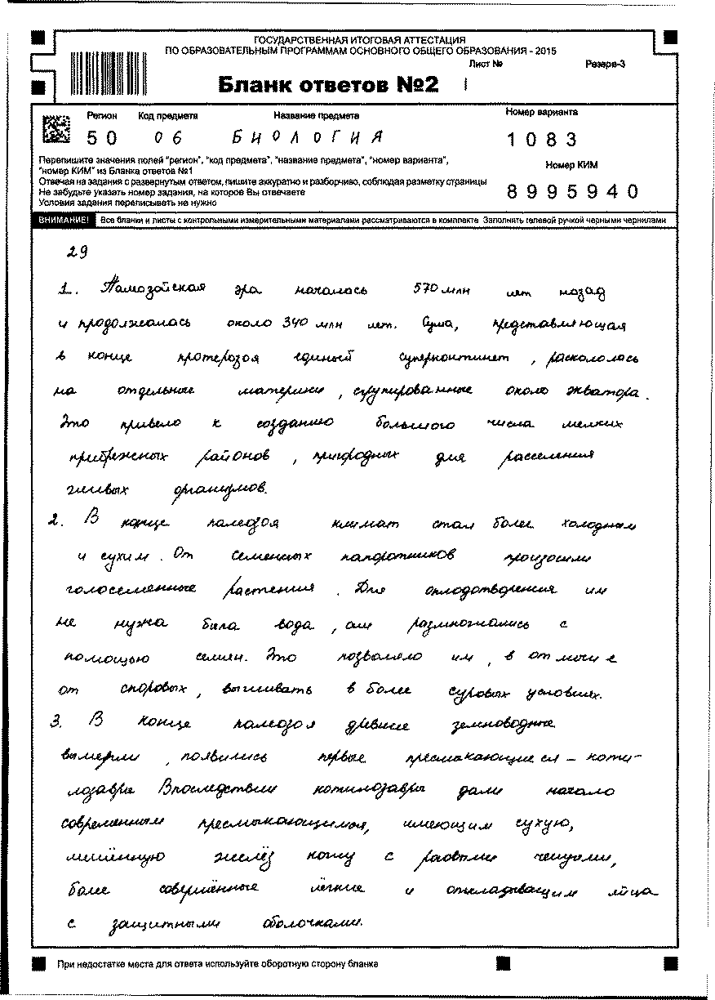 ГОСУДАРСТВЕННАЯ ИТОГОВАЯ АТТЕСТАЦИЯ
ПО ОБРАЗОВАТЕЛЬНЫМ ПРОГРАММАМ ОСНОВНОГО ОБЩЕГО ОБРАЗОВАНИЯ - 2015
Лист № Резерв-3
Бланк ответов №2 1
Регион Код предмета Название предмета Номер варианта
50 06 БИОЛОГИЯ 1083
Перепишите значения полей "регион", "код предмета", "название предмета", "номер варианта",
"номер КИМ" из Бланка ответов №1
Номер КИМ
Отвечая на задания с развернутым ответом, пишите аккуратно и разборчиво, соблюдая разметку страницы
Не забудьте указать номер задания, на которое Вы отвечаете
8995940
Условия задания переписывать не нужно
ВНИМАНИЕ! Все бланки и листы с контрольными измерительными материалами рассматриваются в комплекте Заполнять гелевой ручкой черными чернилами
29
1. Палеозойская эра началась 570 млн лет назад
и продолжалась около 340 млн лет. Суша, представляющая
в конце протерозоя единый суперконтинет, раскололась
на отдельные материки, сгрупированные около экватора.
Это привело к созданию большого числа мелких
прибрежных районов, пригодных для расселения
живых организмов.
2. В конце палеозоя климат стал более холодным
и сухим. От семенных папоротников произошли
голосеменные растения. Для оплодотворения им
не нужна была вода, они размножались с
помощью семян. Это позволяло им, в отличие
от споровых, выживать в более суровых условиях.
3. В конце палеозоя древние земноводные
вымерли, появились первые пресмыкающиеся - коти-
лозавры Впоследствии котилозавры дали начало
современным пресмыкающимся, имеющим сухую,
лишённую желёз кожу с роговыми чешуями,
более совершённые лёгкие и откладыващим яйца
с защитными оболочками.
При недостатке места для ответа используйте оборотную сторону бланка